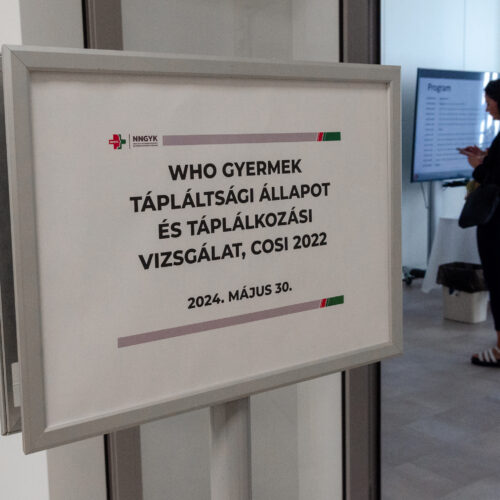 NNGYK
WHO GYERMEK
TÁPLÁLTSÁGI ÁLLAPOT
ÉS TÁPLÁLKOZÁSI
VIZSGÁLAT, COSI 2022
2024. MÁJUS 30.
Program